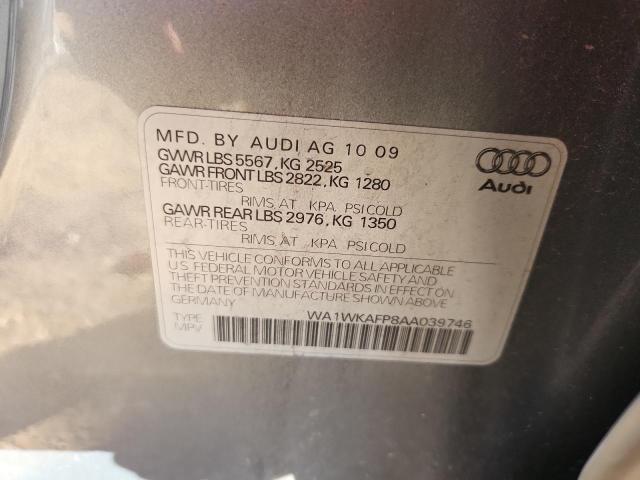 MFD. BY AUDI AG 10 09
GVWR LBS 5567, KG 2525
GAWR FRONT LBS 2822, KG 1280
FRONT-TIRES
RIMS, AT KPA PSI COLD
GAWR REAR LBS 2976, KG 1350
REAR-TIRES
RIMS, AT KPA PSI COLD
Audi
THIS VEHICLE CONFORMS TO ALL APPLICABLE
U.S. FEDERAL MOTOR VEHICLE SAFETY AND
THEFT PREVENTION STANDARDS IN EFFECT ON
THE DATE OF MANUFACTURE SHOWN ABOVE
GERMANY
TYPE WA1WKAFP8AA039746
MPV